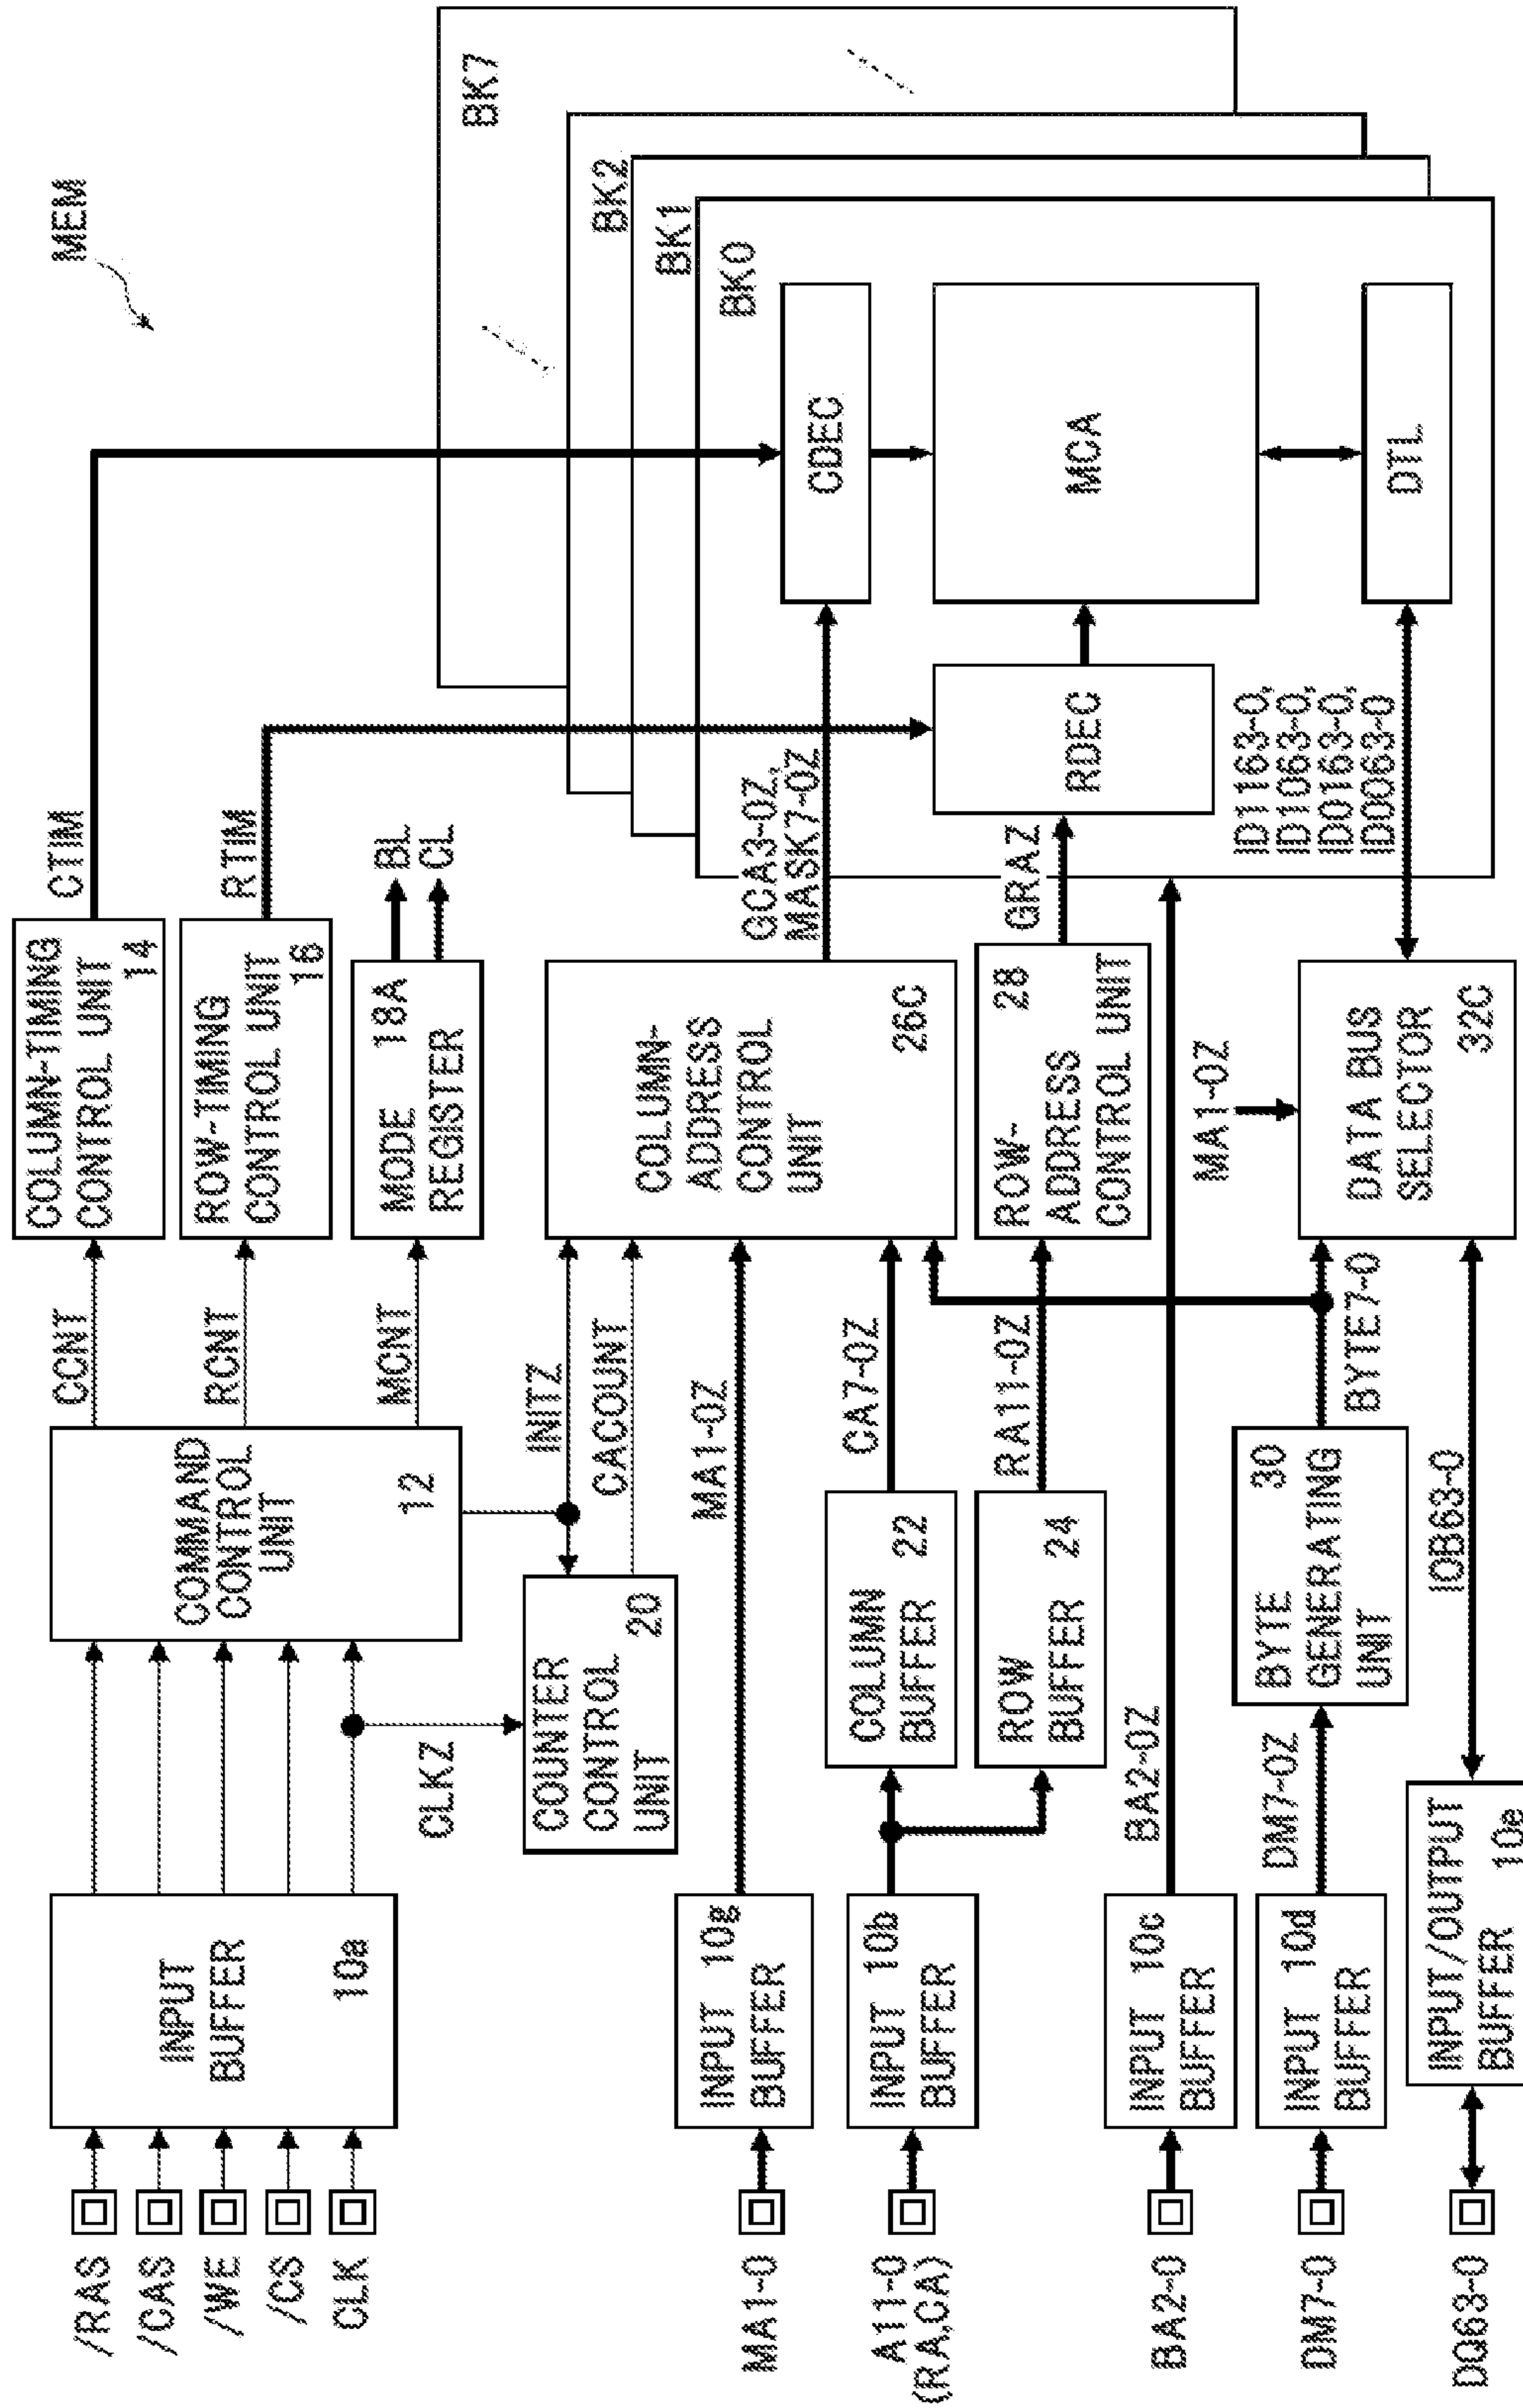 MEM
/RAS
/CAS
/WE
/CS
CLK
INPUT
BUFFER
10a
COMMAND
CONTROL
UNIT
12
CCNT
RCNT
MCNT
COLUMN-TIMING
CONTROL UNIT
14
CTIM
ROW-TIMING
CONTROL UNIT
16
RTIM
MODE 18A
REGISTER
BL
CL
CLKZ
COUNTER
CONTROL
UNIT
20
INITZ
CACOUNT
MA1-0
INPUT 10g
BUFFER
MA1-0Z
COLUMN-
ADDRESS
CONTROL
UNIT
26C
GCA3-0Z,
MASK7-0Z
A11-0
(RA,CA)
INPUT 10b
BUFFER
COLUMN
BUFFER 22
CA7-0Z
ROW
BUFFER 24
RA11-0Z
ROW- 28
ADDRESS
CONTROL UNIT
GRAZ
BA2-0
INPUT 10c
BUFFER
BA2-0Z
DM7-0
INPUT 10d
BUFFER
DM7-0Z
BYTE 30
GENERATING
UNIT
BYTE7-0
MA1-0Z
DATA BUS
SELECTOR
32C
DQ63-0
INPUT/OUTPUT
BUFFER 10e
IOB63-0
ID1163-0,
ID1063-0,
ID0163-0,
ID0063-0
BK7
BK2
BK1
BK0
CDEC
RDEC
MCA
DTL